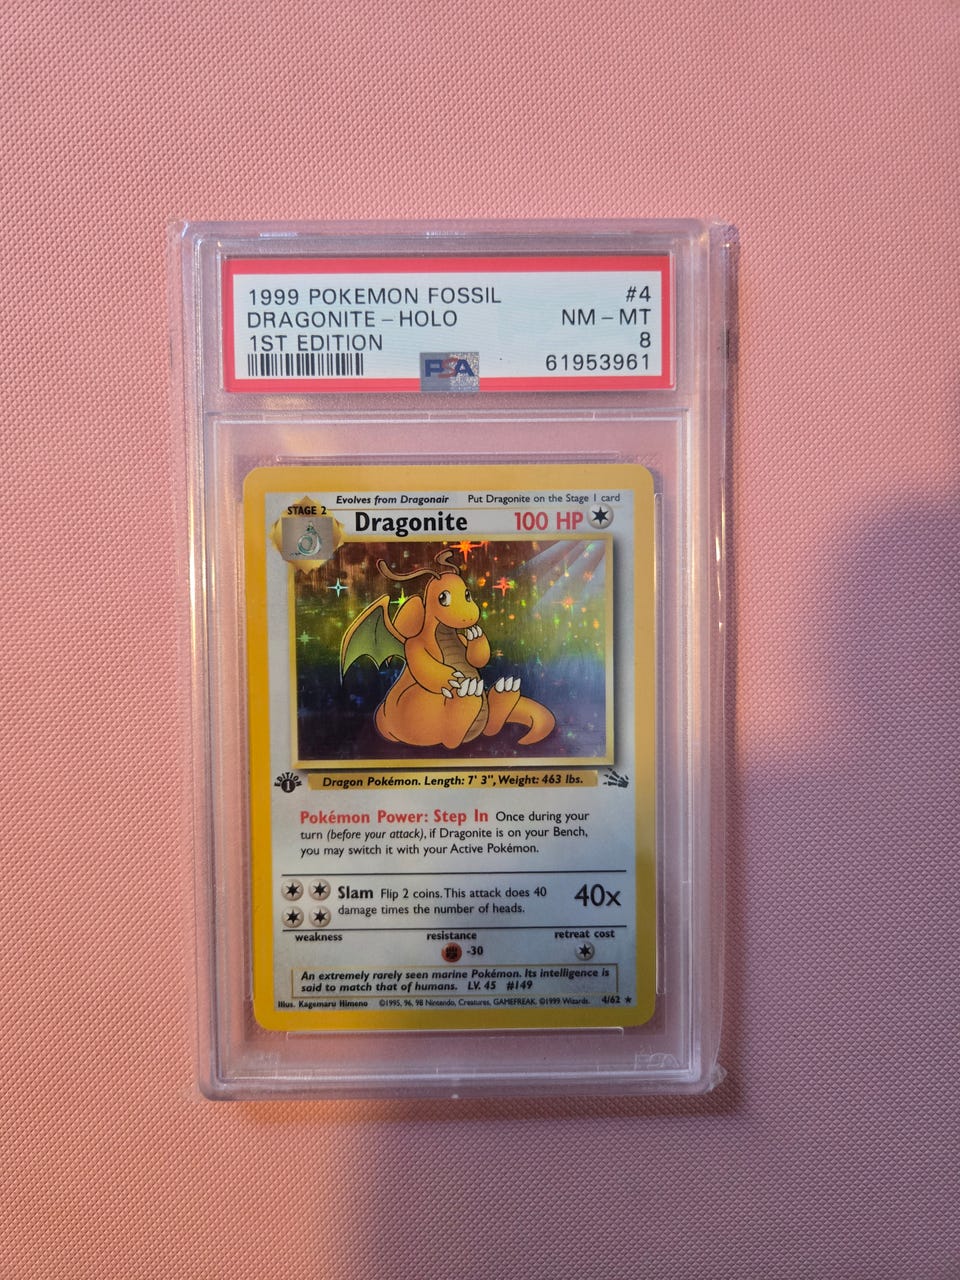 1999 POKEMON FOSSIL #4
DRAGONITE - HOLO NM - MT
1ST EDITION 8
PSA 61953961
Evolves from Dragonair Put Dragonite on the Stage 1 card
STAGE 2
Dragonite 100 HP
EDITION
1
Dragon Pokémon. Length: 7' 3", Weight: 463 lbs.
Pokémon Power: Step In Once during your
turn (before your attack), if Dragonite is on your Bench,
you may switch it with your Active Pokémon.
Slam Flip 2 coins. This attack does 40
damage times the number of heads.
40x
weakness resistance retreat cost
-30
An extremely rarely seen marine Pokémon. Its intelligence is
said to match that of humans. LV. 45 #149
Illus. Kagemaru Himeno ©1995, 96, 98 Nintendo, Creatures, GAMEFREAK. ©1999 Wizards. 4/62 ★
PSA